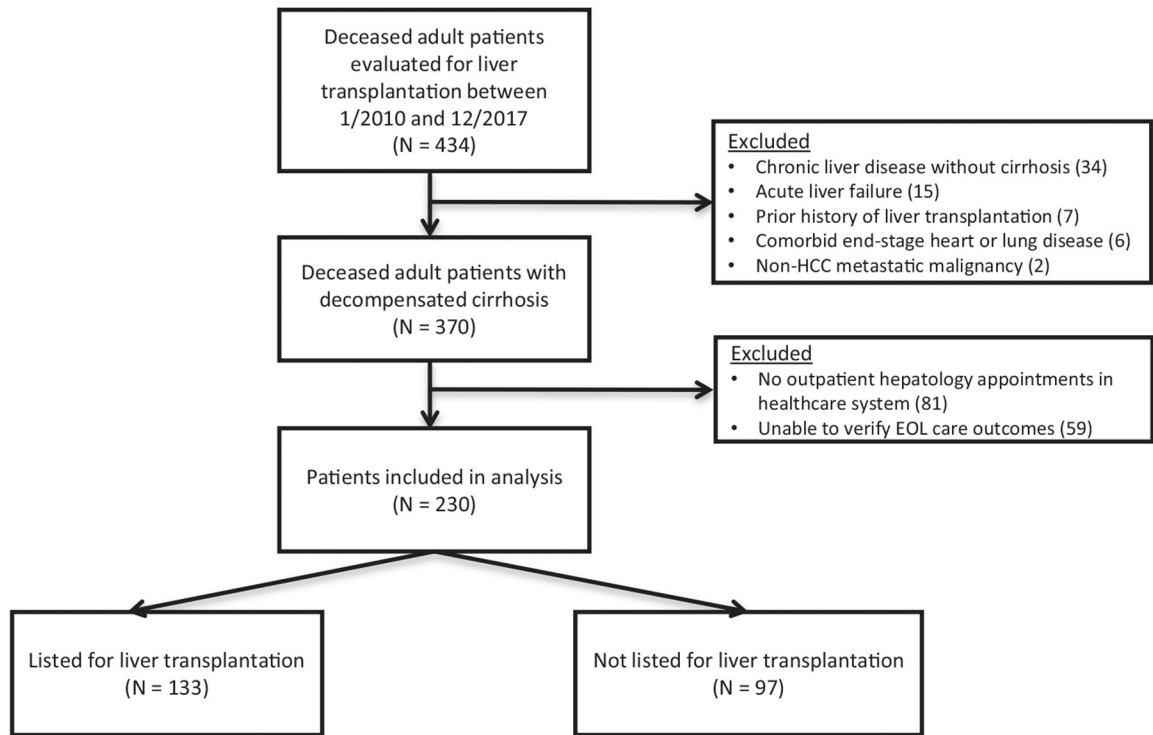 Deceased adult patients
evaluated for liver
transplantation between
1/2010 and 12/2017
(N = 434)
Excluded
• Chronic liver disease without cirrhosis (34)
• Acute liver failure (15)
• Prior history of liver transplantation (7)
• Comorbid end-stage heart or lung disease (6)
• Non-HCC metastatic malignancy (2)
Deceased adult patients with
decompensated cirrhosis
(N = 370)
Excluded
• No outpatient hepatology appointments in
healthcare system (81)
• Unable to verify EOL care outcomes (59)
Patients included in analysis
(N = 230)
Listed for liver transplantation
(N = 133)
Not listed for liver transplantation
(N = 97)